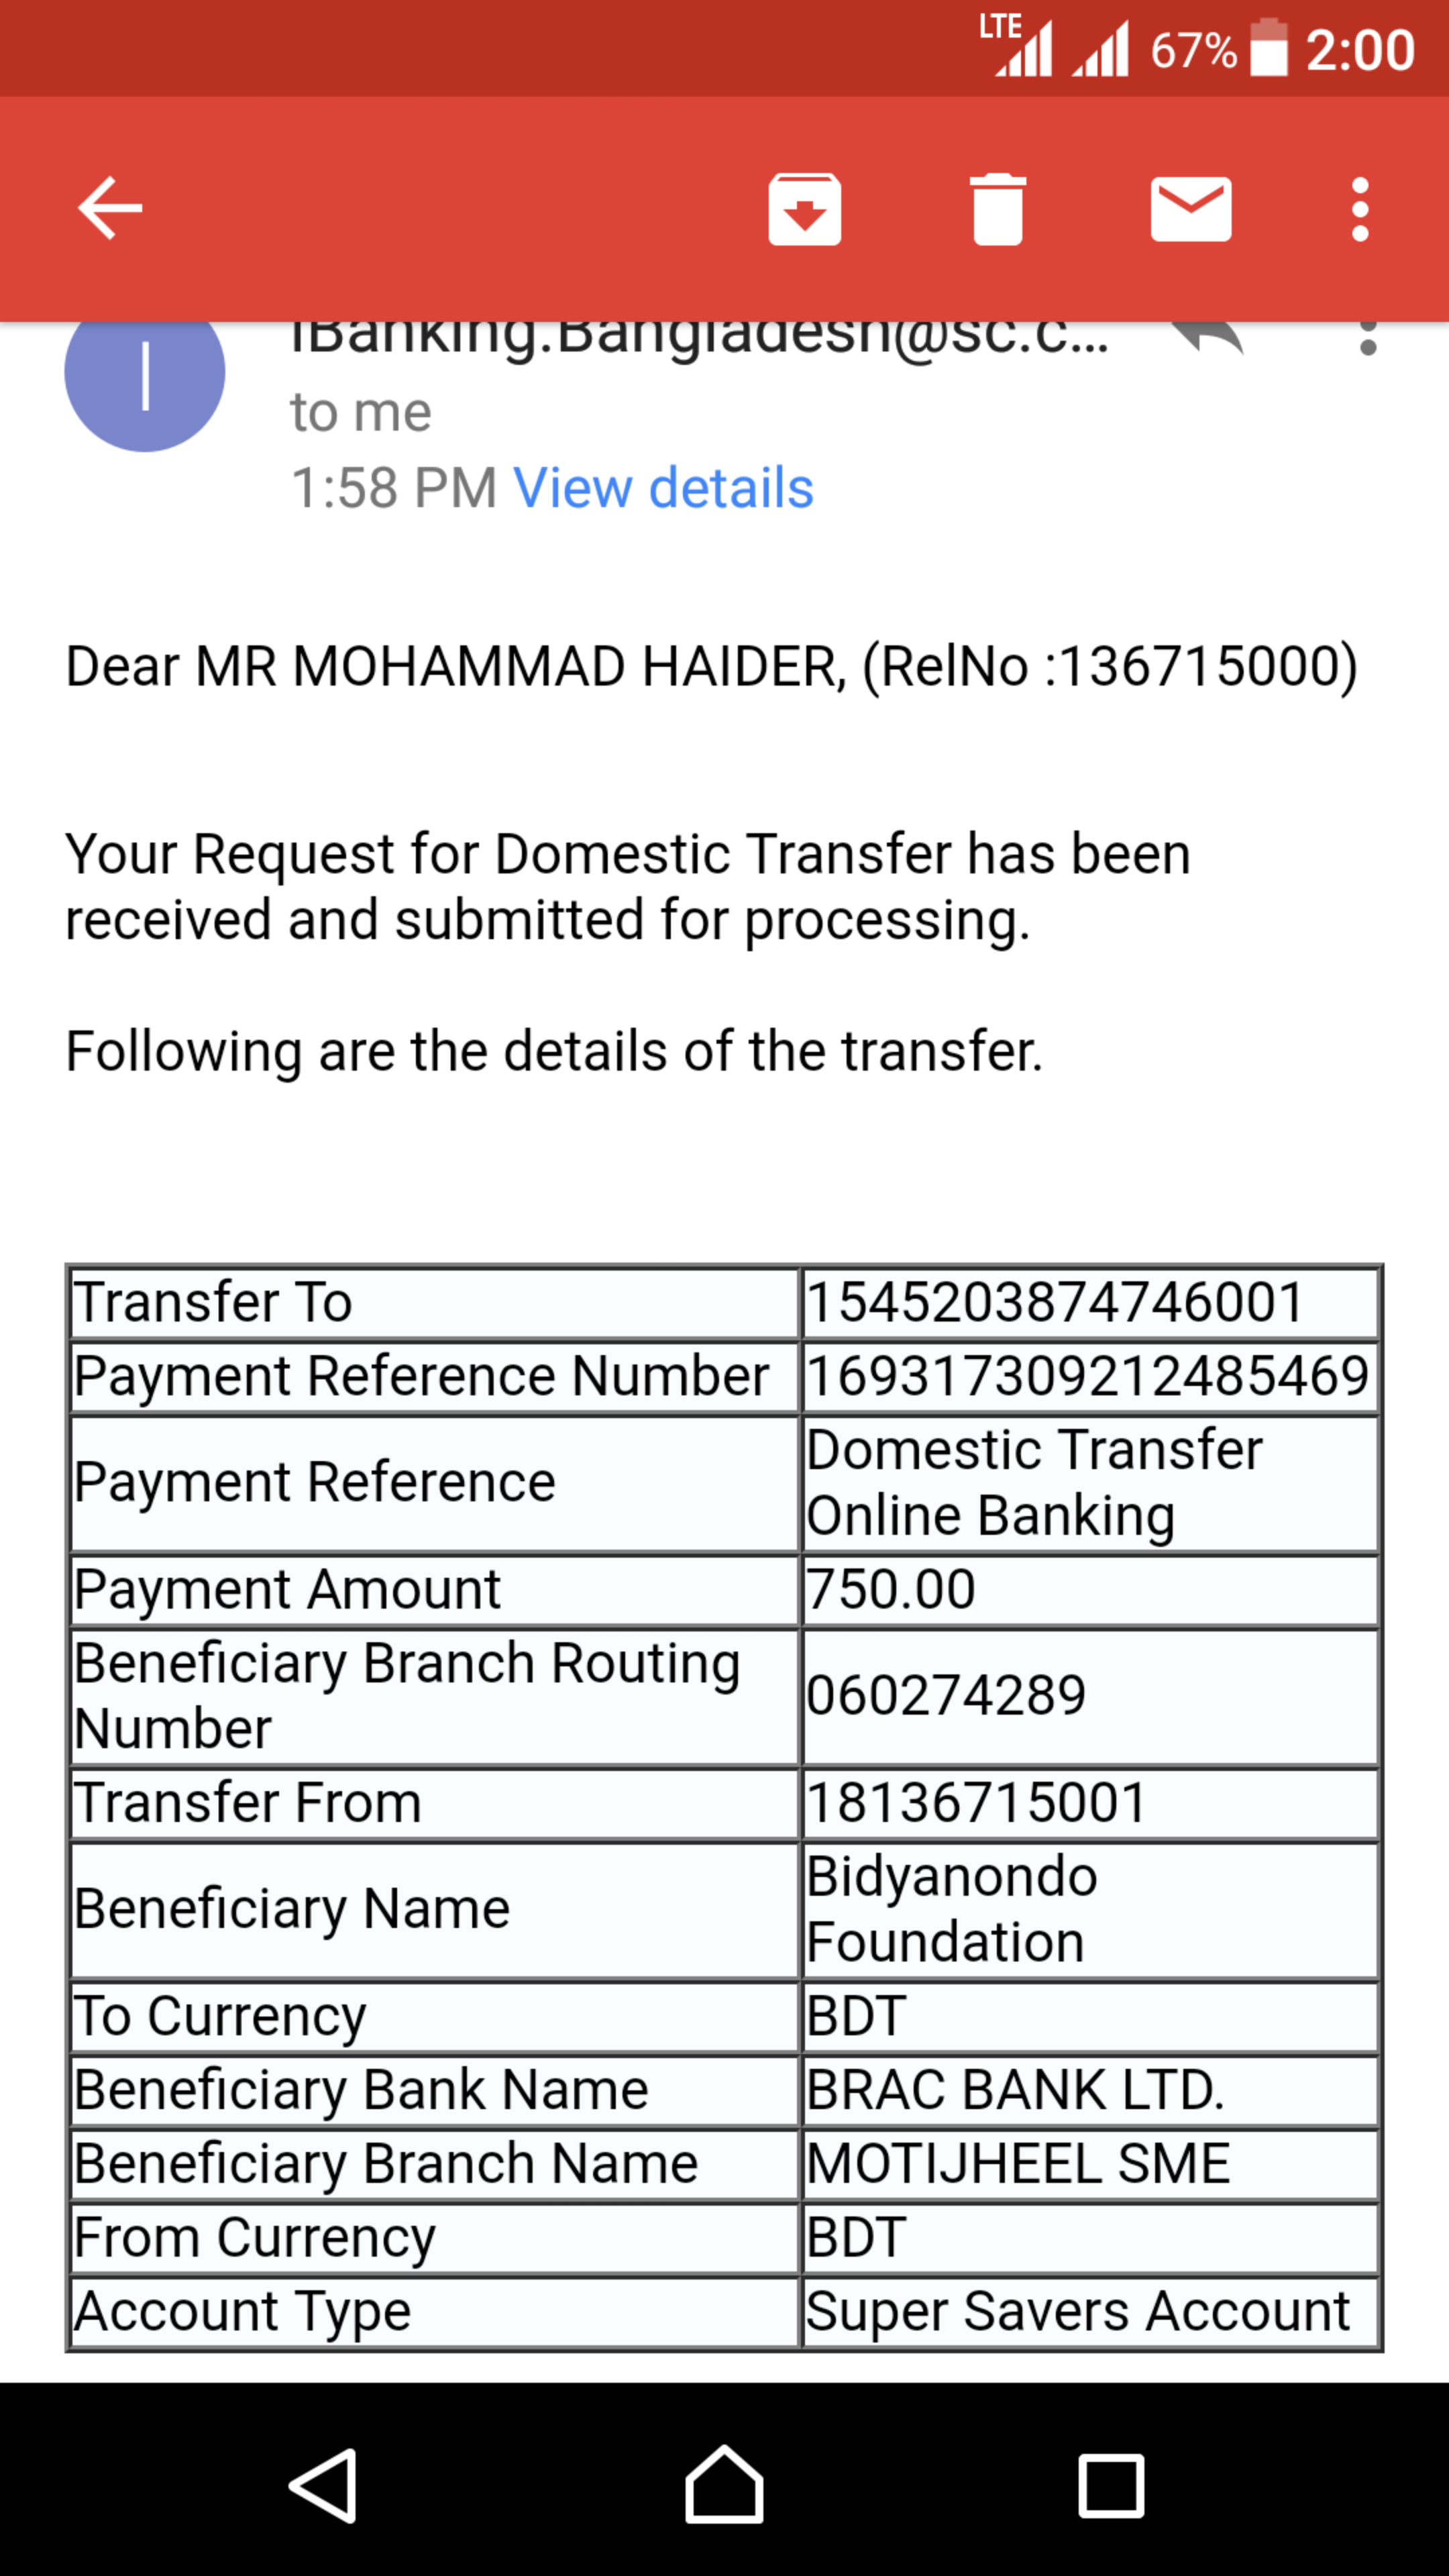 LTE 67% 2:00
IBanking.Bangladesh@sc.c...
to me
1:58 PM View details
Dear MR MOHAMMAD HAIDER, (RelNo :136715000)
Your Request for Domestic Transfer has been
received and submitted for processing.
Following are the details of the transfer.
Transfer To 1545203874746001
Payment Reference Number 169317309212485469
Payment Reference Domestic Transfer
Online Banking
Payment Amount 750.00
Beneficiary Branch Routing
Number 060274289
Transfer From 18136715001
Beneficiary Name Bidyanondo
Foundation
To Currency BDT
Beneficiary Bank Name BRAC BANK LTD.
Beneficiary Branch Name MOTIJHEEL SME
From Currency BDT
Account Type Super Savers Account